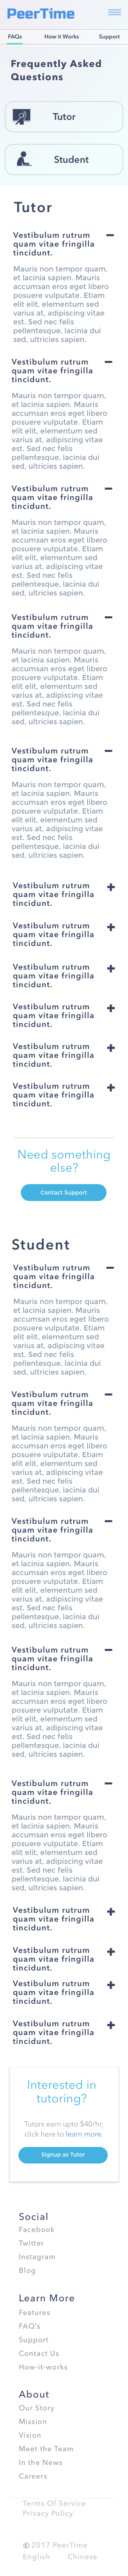 PeerTime
FAQs How it Works Support
Frequently Asked
Questions
Tutor
Student
Tutor
Vestibulum rutrum
quam vitae fringilla
tincidunt.
Mauris non tempor quam,
et lacinia sapien. Mauris
accumsan eros eget libero
posuere vulputate. Etiam
elit elit, elementum sed
varius at, adipiscing vitae
est. Sed nec felis
pellentesque, lacinia dui
sed, ultricies sapien.
Vestibulum rutrum
quam vitae fringilla
tincidunt.
Mauris non tempor quam,
et lacinia sapien. Mauris
accumsan eros eget libero
posuere vulputate. Etiam
elit elit, elementum sed
varius at, adipiscing vitae
est. Sed nec felis
pellentesque, lacinia dui
sed, ultricies sapien.
Vestibulum rutrum
quam vitae fringilla
tincidunt.
Mauris non tempor quam,
et lacinia sapien. Mauris
accumsan eros eget libero
posuere vulputate. Etiam
elit elit, elementum sed
varius at, adipiscing vitae
est. Sed nec felis
pellentesque, lacinia dui
sed, ultricies sapien.
Vestibulum rutrum
quam vitae fringilla
tincidunt.
Mauris non tempor quam,
et lacinia sapien. Mauris
accumsan eros eget libero
posuere vulputate. Etiam
elit elit, elementum sed
varius at, adipiscing vitae
est. Sed nec felis
pellentesque, lacinia dui
sed, ultricies sapien.
Vestibulum rutrum
quam vitae fringilla
tincidunt.
Mauris non tempor quam,
et lacinia sapien. Mauris
accumsan eros eget libero
posuere vulputate. Etiam
elit elit, elementum sed
varius at, adipiscing vitae
est. Sed nec felis
pellentesque, lacinia dui
sed, ultricies sapien.
Vestibulum rutrum
quam vitae fringilla
tincidunt.
Vestibulum rutrum
quam vitae fringilla
tincidunt.
Vestibulum rutrum
quam vitae fringilla
tincidunt.
Vestibulum rutrum
quam vitae fringilla
tincidunt.
Vestibulum rutrum
quam vitae fringilla
tincidunt.
Vestibulum rutrum
quam vitae fringilla
tincidunt.
Need something
else?
Contact Support
Student
Vestibulum rutrum
quam vitae fringilla
tincidunt.
Mauris non tempor quam,
et lacinia sapien. Mauris
accumsan eros eget libero
posuere vulputate. Etiam
elit elit, elementum sed
varius at, adipiscing vitae
est. Sed nec felis
pellentesque, lacinia dui
sed, ultricies sapien.
Vestibulum rutrum
quam vitae fringilla
tincidunt.
Mauris non tempor quam,
et lacinia sapien. Mauris
accumsan eros eget libero
posuere vulputate. Etiam
elit elit, elementum sed
varius at, adipiscing vitae
est. Sed nec felis
pellentesque, lacinia dui
sed, ultricies sapien.
Vestibulum rutrum
quam vitae fringilla
tincidunt.
Mauris non tempor quam,
et lacinia sapien. Mauris
accumsan eros eget libero
posuere vulputate. Etiam
elit elit, elementum sed
varius at, adipiscing vitae
est. Sed nec felis
pellentesque, lacinia dui
sed, ultricies sapien.
Vestibulum rutrum
quam vitae fringilla
tincidunt.
Mauris non tempor quam,
et lacinia sapien. Mauris
accumsan eros eget libero
posuere vulputate. Etiam
elit elit, elementum sed
varius at, adipiscing vitae
est. Sed nec felis
pellentesque, lacinia dui
sed, ultricies sapien.
Vestibulum rutrum
quam vitae fringilla
tincidunt.
Mauris non tempor quam,
et lacinia sapien. Mauris
accumsan eros eget libero
posuere vulputate. Etiam
elit elit, elementum sed
varius at, adipiscing vitae
est. Sed nec felis
pellentesque, lacinia dui
sed, ultricies sapien.
Vestibulum rutrum
quam vitae fringilla
tincidunt.
Vestibulum rutrum
quam vitae fringilla
tincidunt.
Vestibulum rutrum
quam vitae fringilla
tincidunt.
Vestibulum rutrum
quam vitae fringilla
tincidunt.
Interested in
tutoring?
Tutors earn upto $40/hr,
click here to learn more.
Signup as Tutor
Social
Facebook
Twitter
Instagram
Blog
Learn More
Features
FAQ's
Support
Contact Us
How-it-works
About
Our Story
Mission
Vision
Meet the Team
In the News
Careers
Terms Of Service
Privacy Policy
© 2017 PeerTime
English Chinese